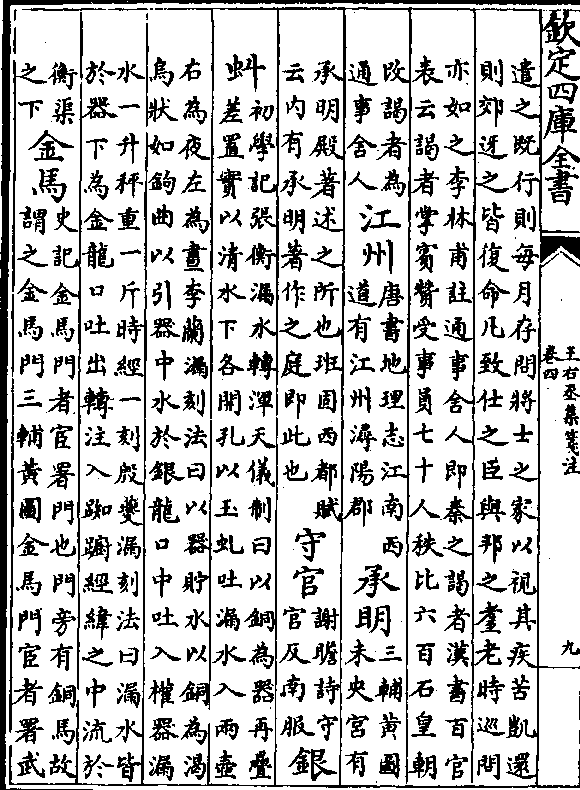 欽定四庫全書
王右丞集箋注
卷四
九
遣之既行則每月存問將士之家以視其疾苦凱還
則郊迓之皆復命凡致仕之臣與邦之耋老時巡問
亦如之李林甫註通事舍人即秦之謁者漢書百官
表云謁者掌賓贊受事員七十人秩比六百石皇朝
改謁者為
通事舍人
江州
唐書地理志江南西
道有江州潯陽郡
承明
三輔黃圖
未央宮有
承明殿著述之所也班固西都賦
云内有承明著作之庭即此也
守官
謝瞻詩守
官反南服
銀
蚪
初學記張衡漏水轉渾天儀制曰以銅為器再疊
差置實以清水下各開孔以玉虬吐漏水入兩壺
右為夜左為晝李蘭漏刻法曰以器貯水以銅為渴
烏狀如鉤曲以引器中水於銀龍口中吐入權器漏
水一升秤重一斤時經一刻殷夔漏刻法曰漏水皆
於器下為金龍口吐出轉注入踟躕經緯之中流於
衡渠
之下
金馬
史記金馬門者宦署門也門旁有銅馬故
謂之金馬門三輔黃圖金馬門宦者署武